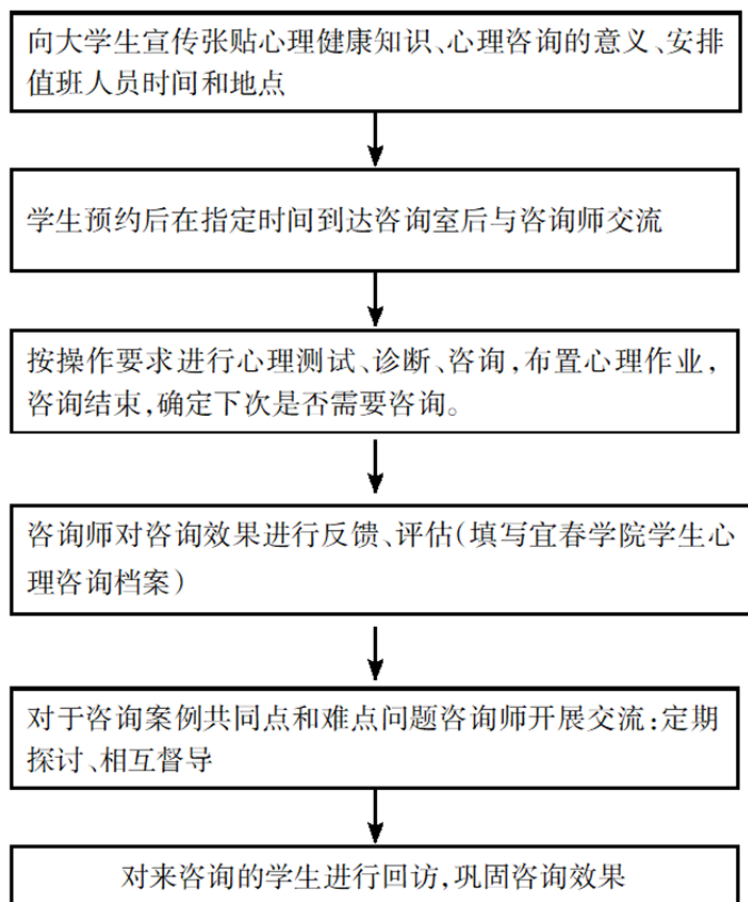 向大学生宣传张贴心理健康知识、心理咨询的意义、安排
值班人员时间和地点
学生预约后在指定时间到达咨询室后与咨询师交流
按操作要求进行心理测试、诊断、咨询,布置心理作业,
咨询结束,确定下次是否需要咨询。
咨询师对咨询效果进行反馈、评估(填写宜春学院学生心
理咨询档案)
对于咨询案例共同点和难点问题咨询师开展交流:定期
探讨、相互督导
对来咨询的学生进行回访,巩固咨询效果